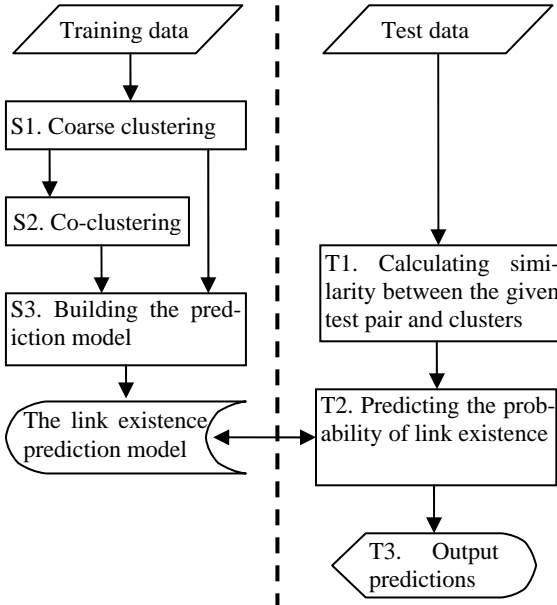 Training data
S1. Coarse clustering
S2. Co-clustering
S3. Building the pred-
iction model
The link existence
prediction model
Test data
T1. Calculating simi-
larity between the given
test pair and clusters
T2. Predicting the prob-
ability of link existence
T3. Output
predictions